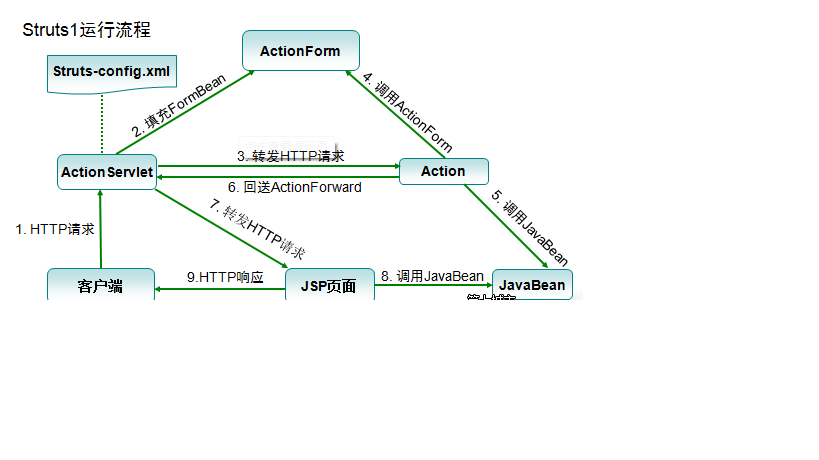 Struts1运行流程
ActionForm
Struts-config.xml
2. 填充FormBean
4. 调用ActionForm
3. 转发HTTP请求
ActionServlet
Action
6. 回送ActionForward
5. 调用JavaBean
7. 转发HTTP请求
1. HTTP请求
9.HTTP响应
8. 调用JavaBean
客户端
JSP页面
JavaBean